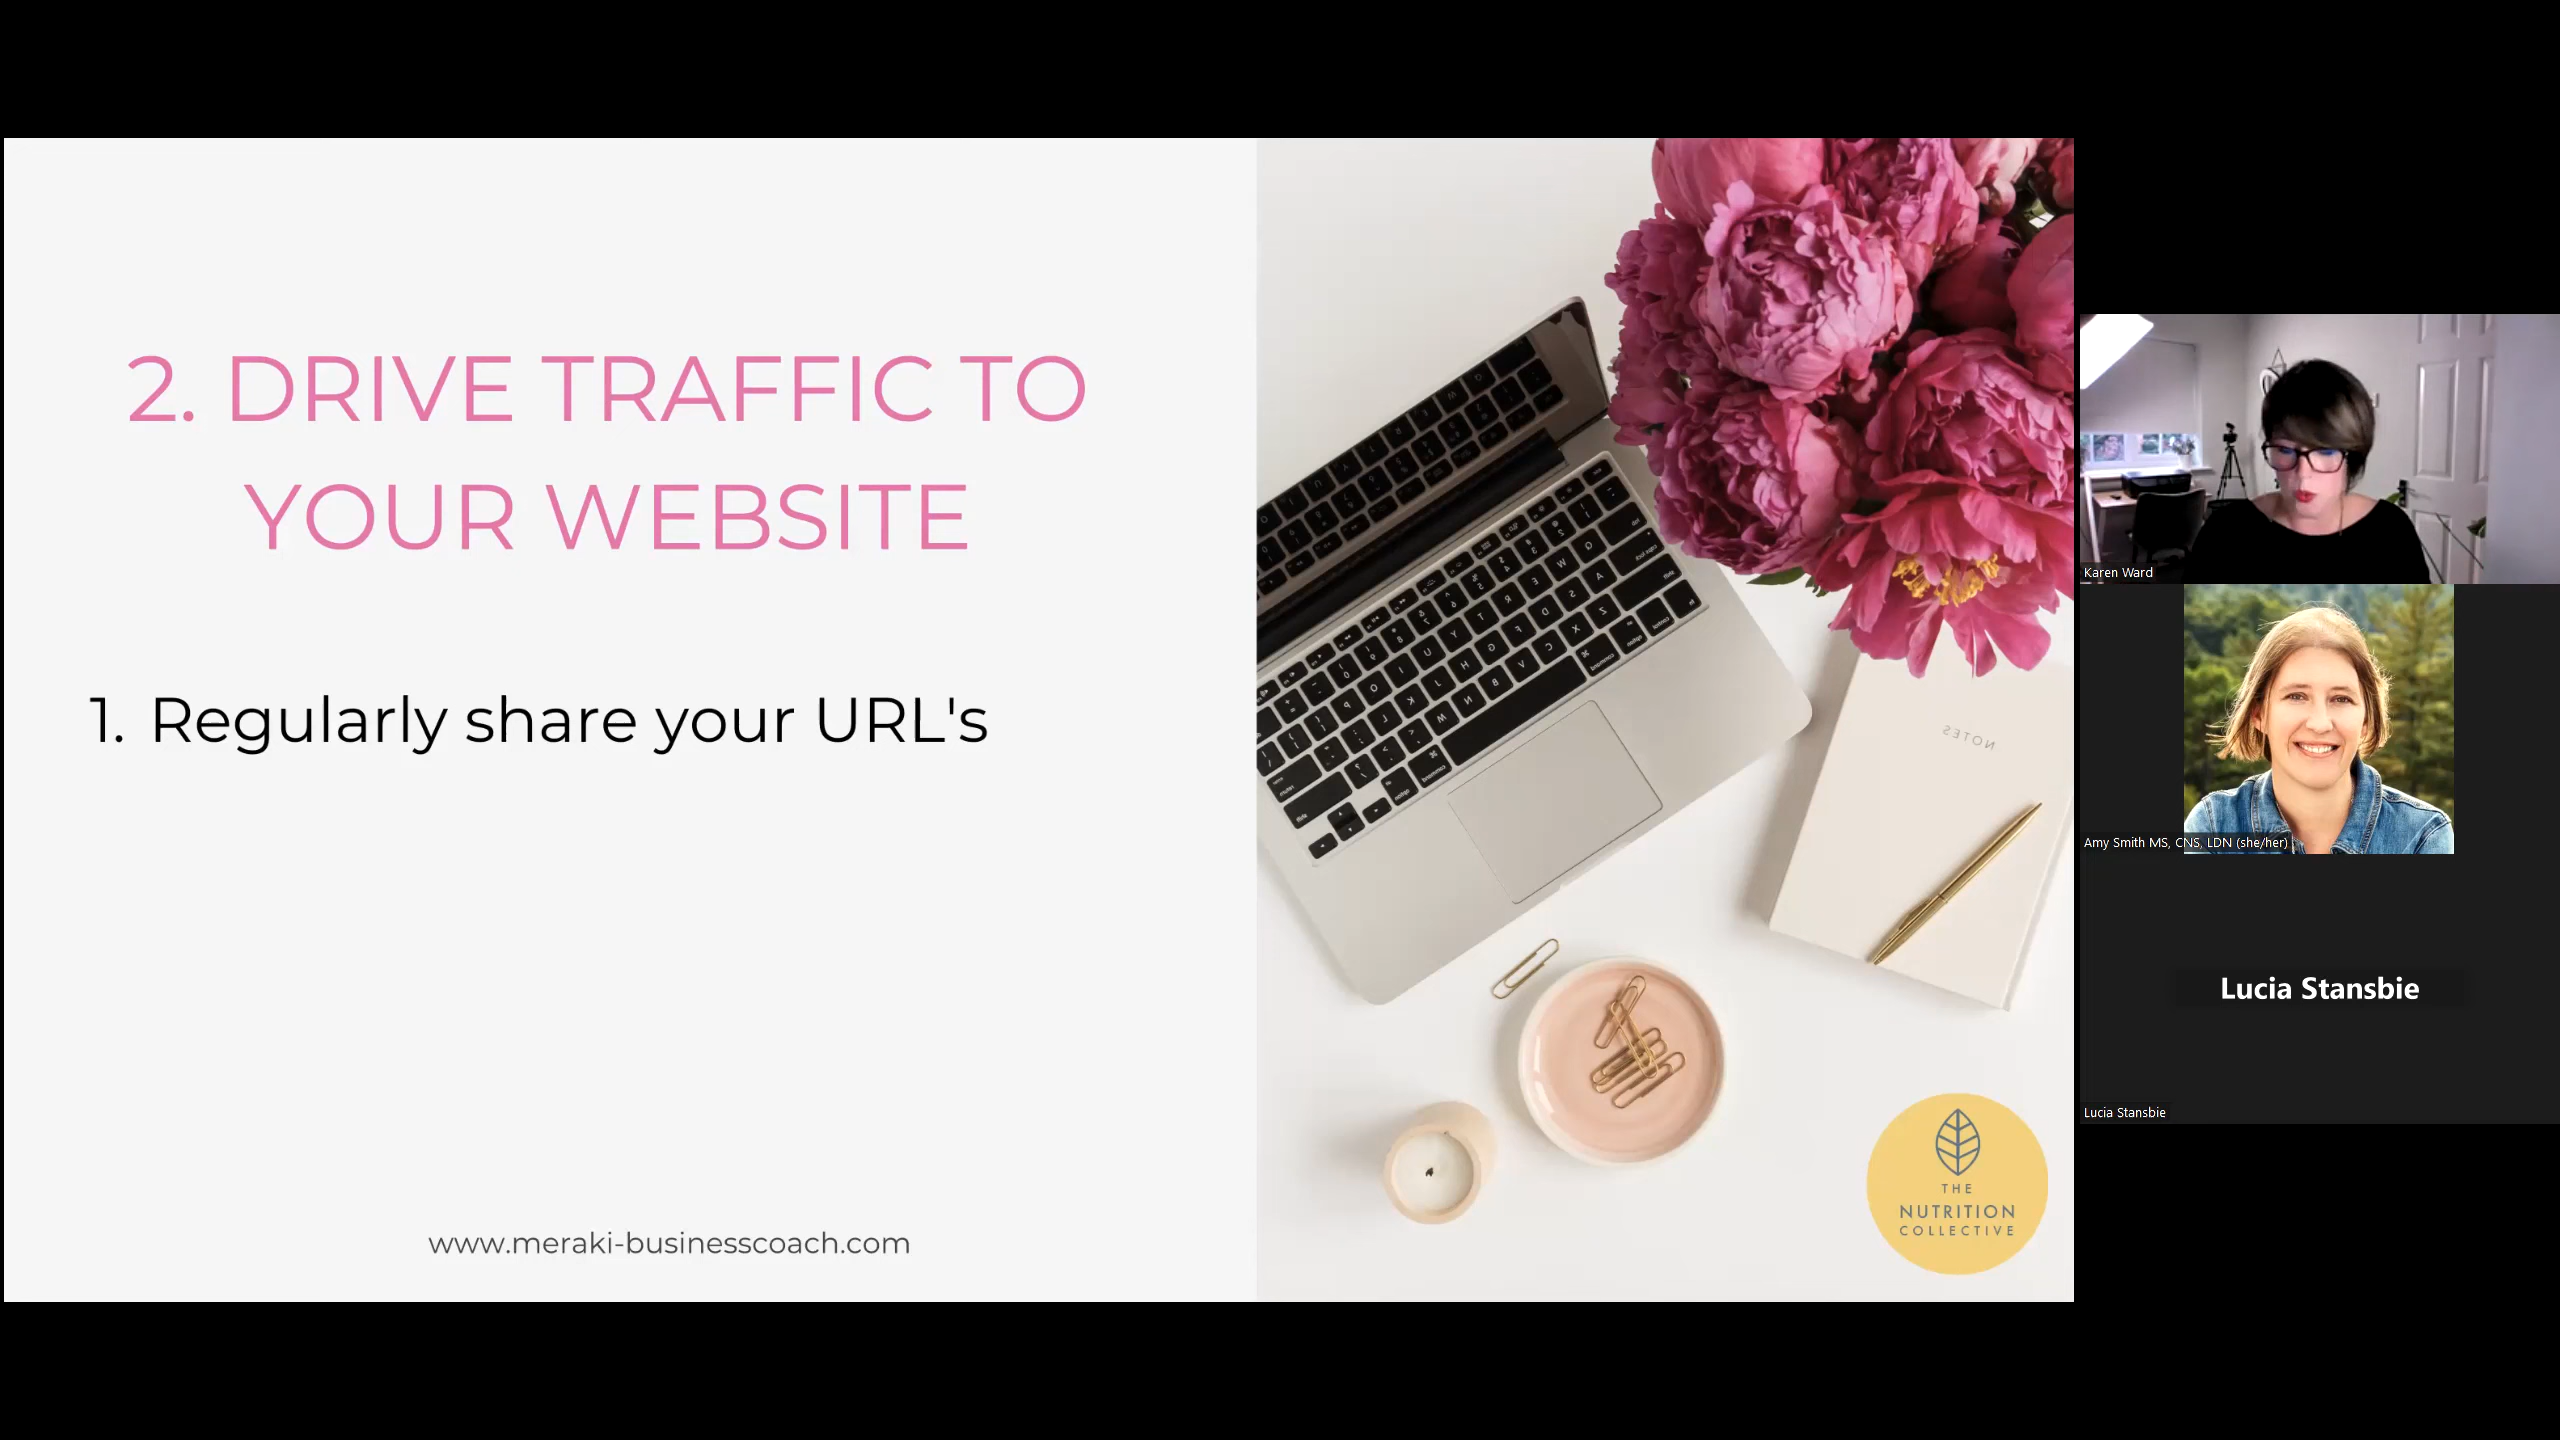 2. DRIVE TRAFFIC TO
YOUR WEBSITE
1. Regularly share your URL's
www.meraki-businesscoach.com
NOTES
THE
NUTRITION
COLLECTIVE
Karen Ward
Amy Smith MS, CNS, LDN (she/her)
Lucia Stansbie
Lucia Stansbie